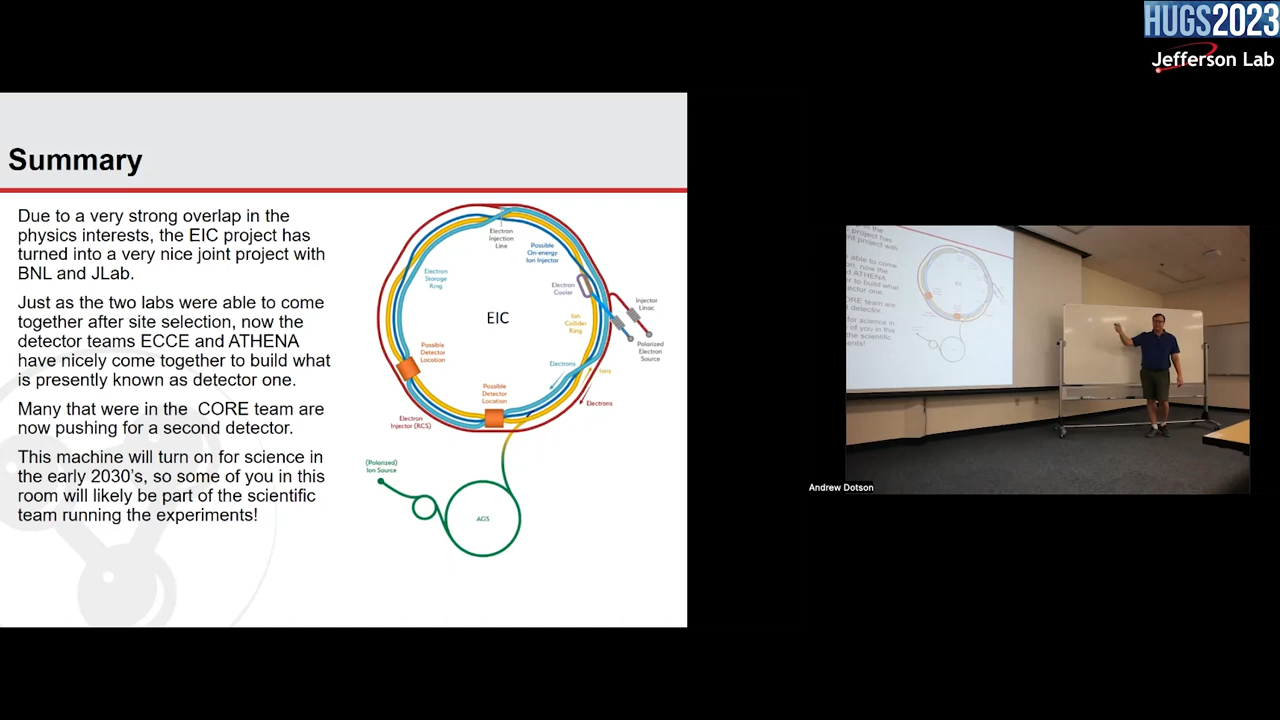 HUGS2023
Jefferson Lab
Summary
Due to a very strong overlap in the
physics interests, the EIC project has
turned into a very nice joint project with
BNL and JLab.
Just as the two labs were able to come
together after site selection, now the
detector teams ECCE and ATHENA
have nicely come together to build what
is presently known as detector one.
Many that were in the  CORE team are
now pushing for a second detector.
This machine will turn on for science in
the early 2030's, so some of you in this
room will likely be part of the scientific
team running the experiments!
Electron
Injection
Line
Possible
On-energy
Ion Injector
Electron
Storage
Ring
Electron
Cooler
Injector
Linac
EIC
Ion
Collider
Ring
Polarized
Electron
Source
Possible
Detector
Location
Electrons
Ions
Possible
Detector
Location
Electrons
Electron
Injector (RCS)
(Polarized)
Ion Source
AGS
Andrew Dotson